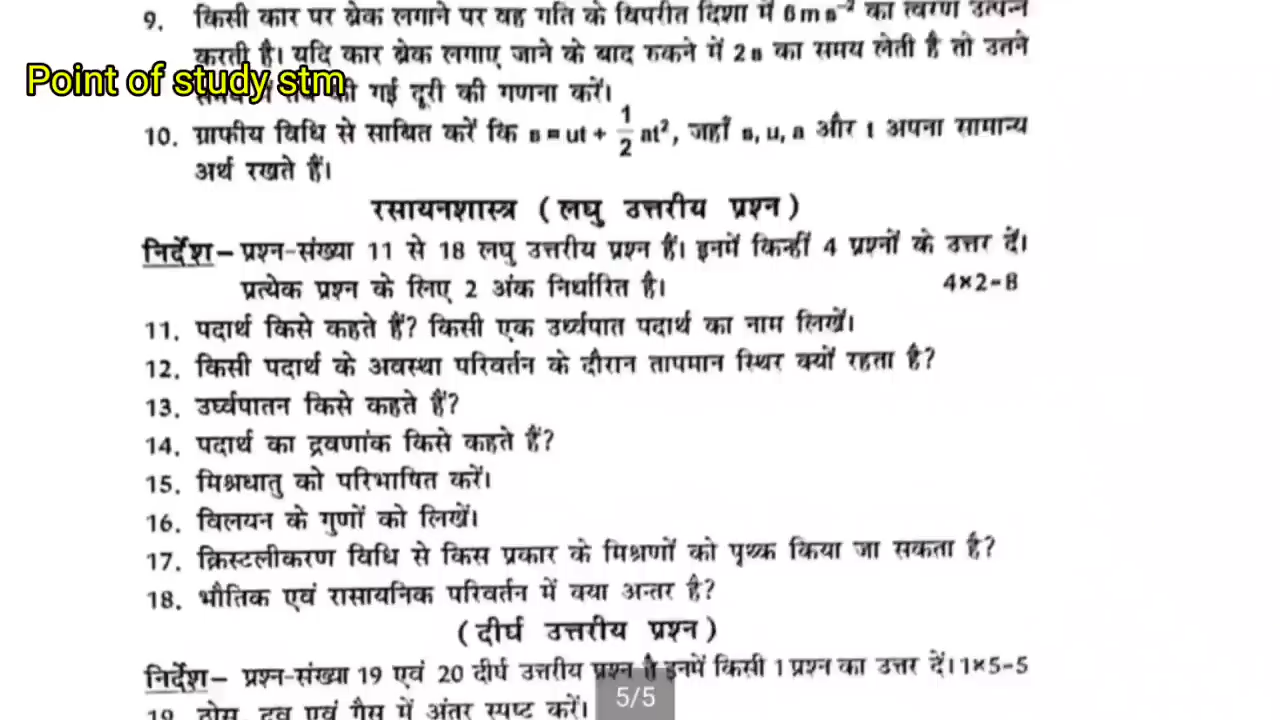 9. किसी कार पर ब्रेक लगाने पर वह गति के विपरीत दिशा में 6 m s⁻² का त्वरण उत्पन्न
करती है। यदि कार ब्रेक लगाए जाने के बाद रुकने में 2 s का समय लेती है तो उतने
Point of study stm
की गई दूरी की गणना करें।
10. ग्राफीय विधि से साबित करें कि s = ut + 1/2 at², जहाँ s, u, a और t अपना सामान्य
अर्थ रखते हैं।
रसायनशास्त्र ( लघु उत्तरीय प्रश्न )
निर्देश– प्रश्न-संख्या 11 से 18 लघु उत्तरीय प्रश्न हैं। इनमें किन्हीं 4 प्रश्नों के उत्तर दें।
प्रत्येक प्रश्न के लिए 2 अंक निर्धारित है। 4×2=8
11. पदार्थ किसे कहते हैं? किसी एक उर्ध्वपात पदार्थ का नाम लिखें।
12. किसी पदार्थ के अवस्था परिवर्तन के दौरान तापमान स्थिर क्यों रहता है?
13. उर्घ्वपातन किसे कहते हैं?
14. पदार्थ का द्रवणांक किसे कहते हैं?
15. मिश्रधातु को परिभाषित करें।
16. विलयन के गुणों को लिखें।
17. क्रिस्टलीकरण विधि से किस प्रकार के मिश्रणों को पृथ्क किया जा सकता है?
18. भौतिक एवं रासायनिक परिवर्तन में क्या अन्तर है?
( दीर्घ उत्तरीय प्रश्न )
निर्देश– प्रश्न-संख्या 19 एवं 20 दीर्घ उत्तरीय प्रश्न है इनमें किसी 1 प्रश्न का उत्तर दें। 1×5=5
5/5
19. ठोस, द्रव एवं गैस में अंतर स्पष्ट करें।